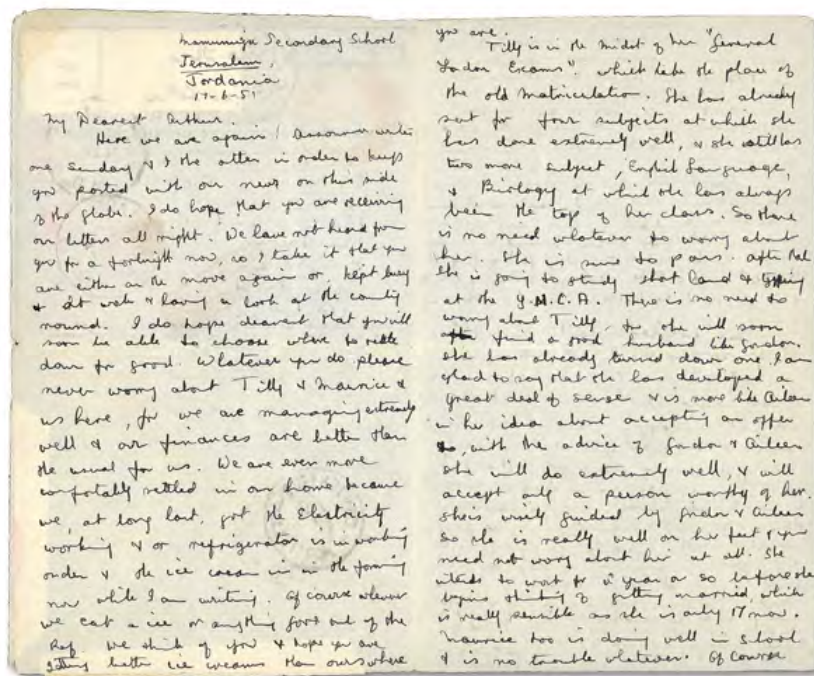 Mamuniya Secondary School
Jerusalem,
Jordania
17-6-51
My Dearest Arthur.
Here we are again! writes
one Sunday & I the other in order to keep
you posted with our news on this side
of the globe. I do hope that you are receiving
our letters all right. We have not heard from
you for a fortnight now, so I take it that you
are either on the move again or kept busy
& at work & having a look at the country
round. I do hope dearest that you will
soon be able to choose where to settle
down for good. Whatever you do please
never worry about Tilly & Maurice &
us here, for we are managing extremely
well & our finances are better than
the usual for us. We are even more
comfortably settled in our home because
we, at long last, got the Electricity
working & or refrigerator is in working
order & the ice cream in in the forming
now while I am writing. Of course whenever
we eat a ice or anything good out of the
Ref. we think of you & hope you are
getting better ice creams than ours where
you are.
Tilly is in the midst of her "General
London Exams". which take the place of
the old Matriculation. She has already
sat for four subjects at which she
has done extremely well, & she still has
two more subject, English Language,
& Biology at which she has always
been the top of her class. So there
is no need whatever to worry about
her. She is sure to pass. After that
she is going to study short hand & typing
at the Y.M.C.A. There is no need to
worry about Tilly, for she will soon
find a good husband like Gordon.
She has already turned down one. I am
glad to say that she has developed a
great deal of sense & is more like Aileen
in her idea about accepting an offer
with the advice of Gordon & Aileen
she will do extremely well, & will
accept only a person worthy of her.
She is wisely guided by Gordon & Aileen
so she is really well on her feet & you
need not worry about her at all. She
intends to work for a year or so before she
begins thinking of getting married, which
is really sensible as she is only 17 now.
Maurice too is doing well in School
& is no trouble whatever. Of course